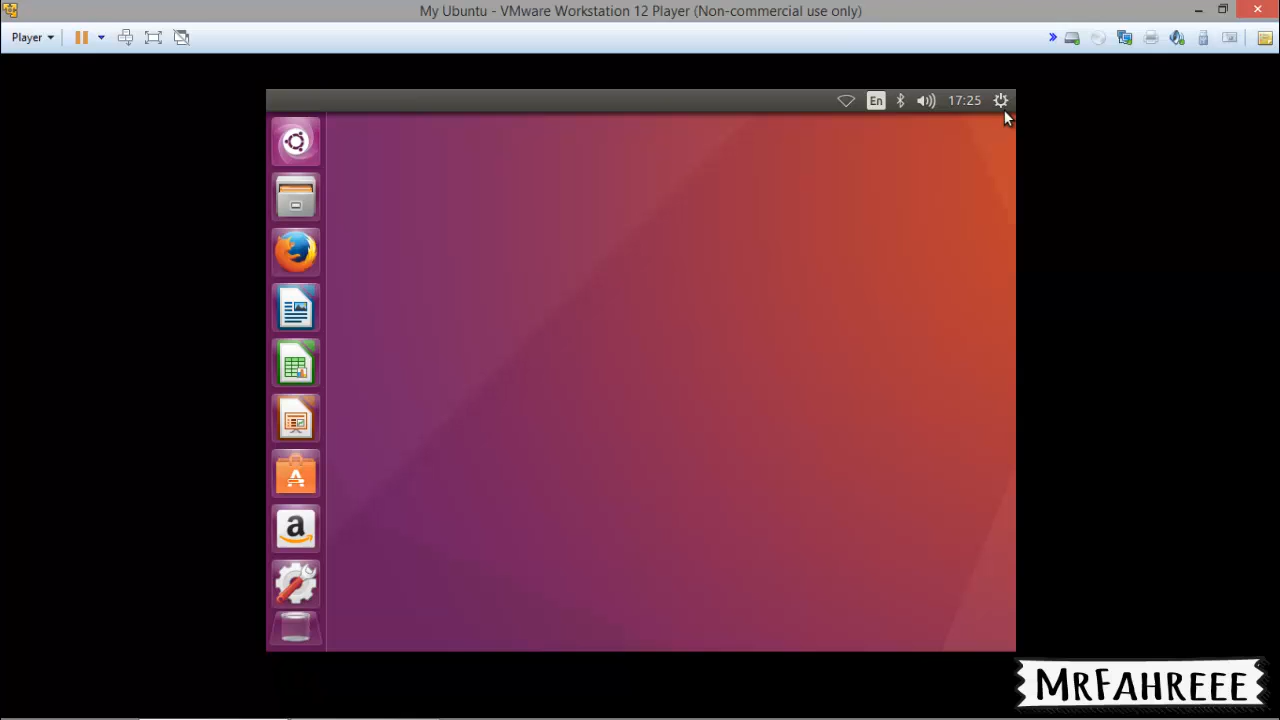 My Ubuntu - VMware Workstation 12 Player (Non-commercial use only)
Player
En
17:25
A
a
MrFahreee